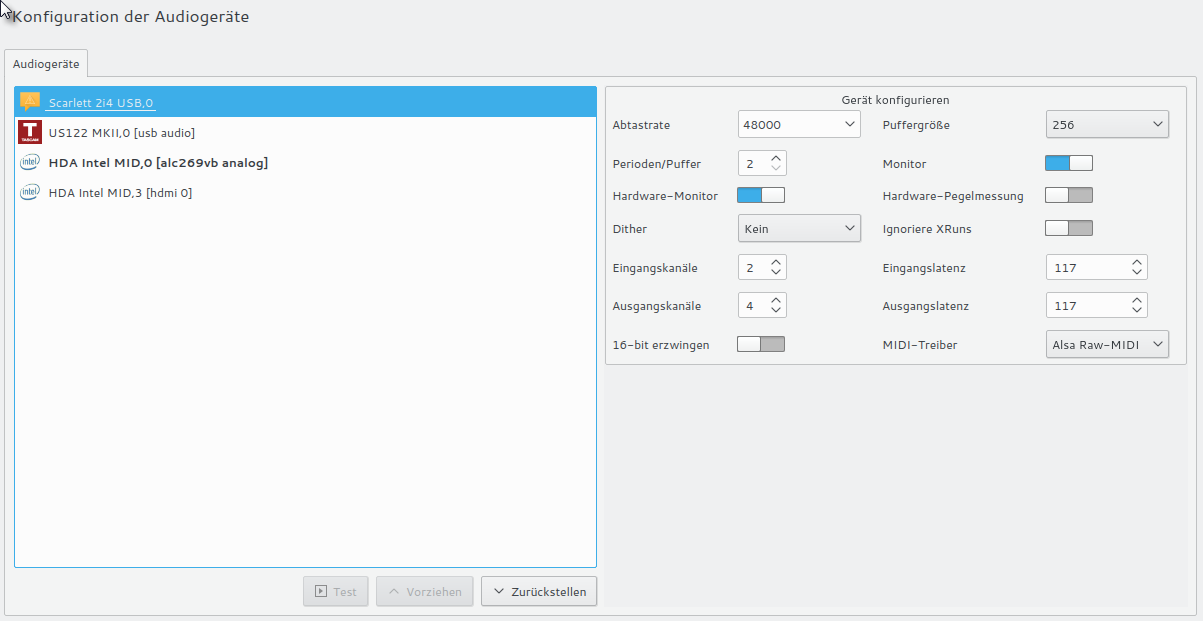 Konfiguration der Audiogeräte
Audiogeräte
Scarlett 2i4 USB,0
TASCAM
US122 MKII,0 [usb audio]
intel HDA Intel MID,0 [alc269vb analog]
intel HDA Intel MID,3 [hdmi 0]
Test Vorziehen Zurückstellen
Gerät konfigurieren
Abtastrate 48000 Puffergröße 256
Perioden/Puffer 2 Monitor
Hardware-Monitor Hardware-Pegelmessung
Dither Kein Ignoriere XRuns
Eingangskanäle 2 Eingangslatenz 117
Ausgangskanäle 4 Ausgangslatenz 117
16-bit erzwingen MIDI-Treiber Alsa Raw-MIDI